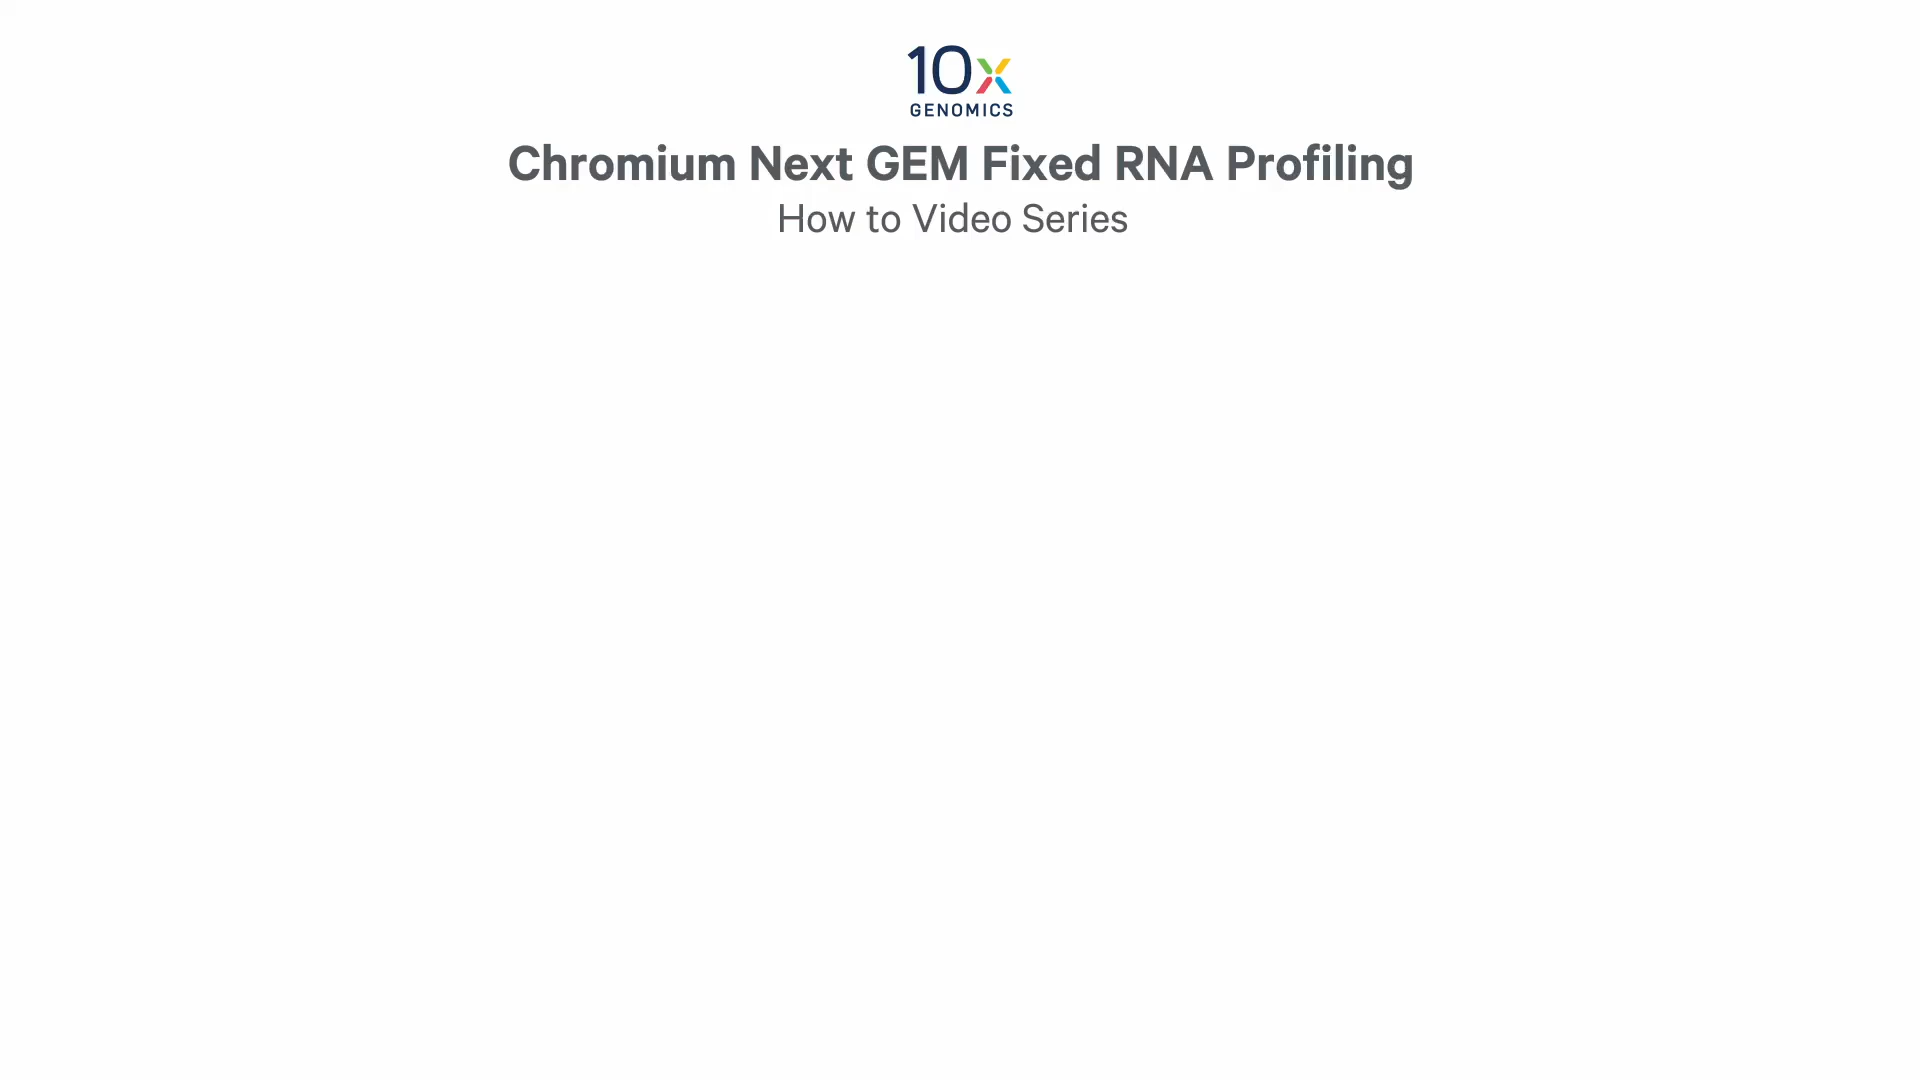 10x
GENOMICS
Chromium Next GEM Fixed RNA Profiling
How to Video Series